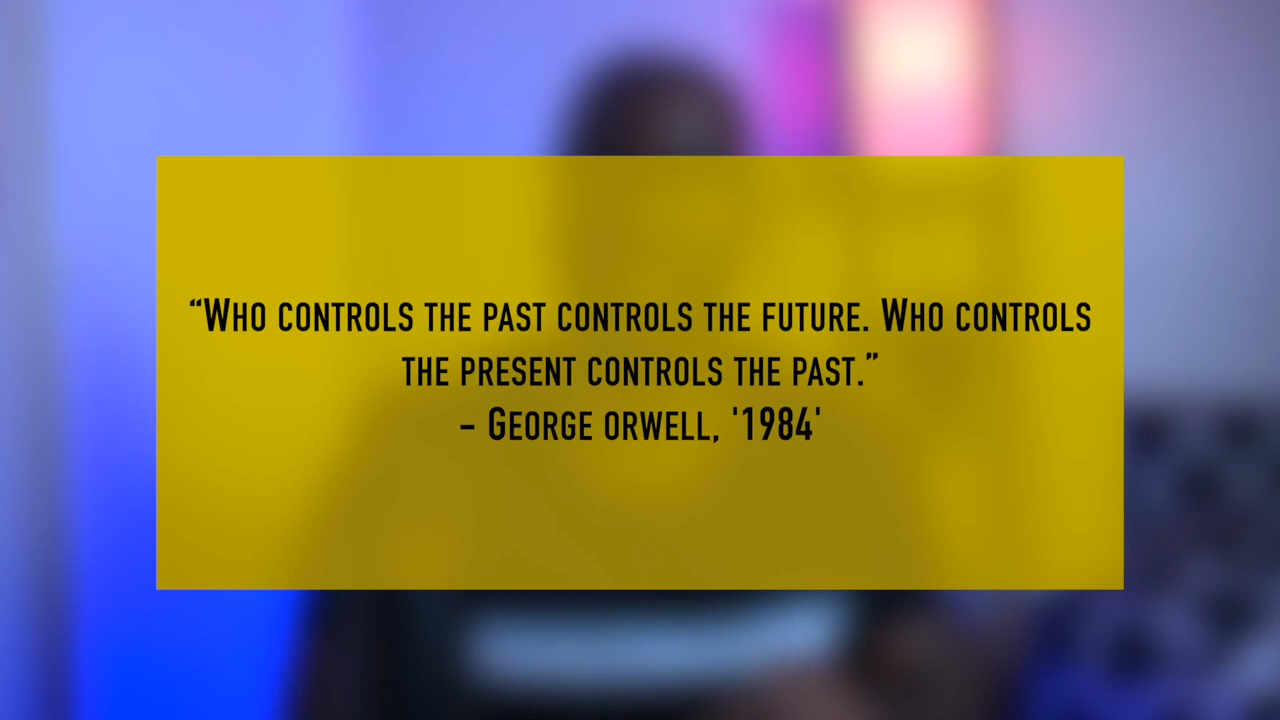 “Who controls the past controls the future. Who controls
the present controls the past.”
– George orwell, '1984'